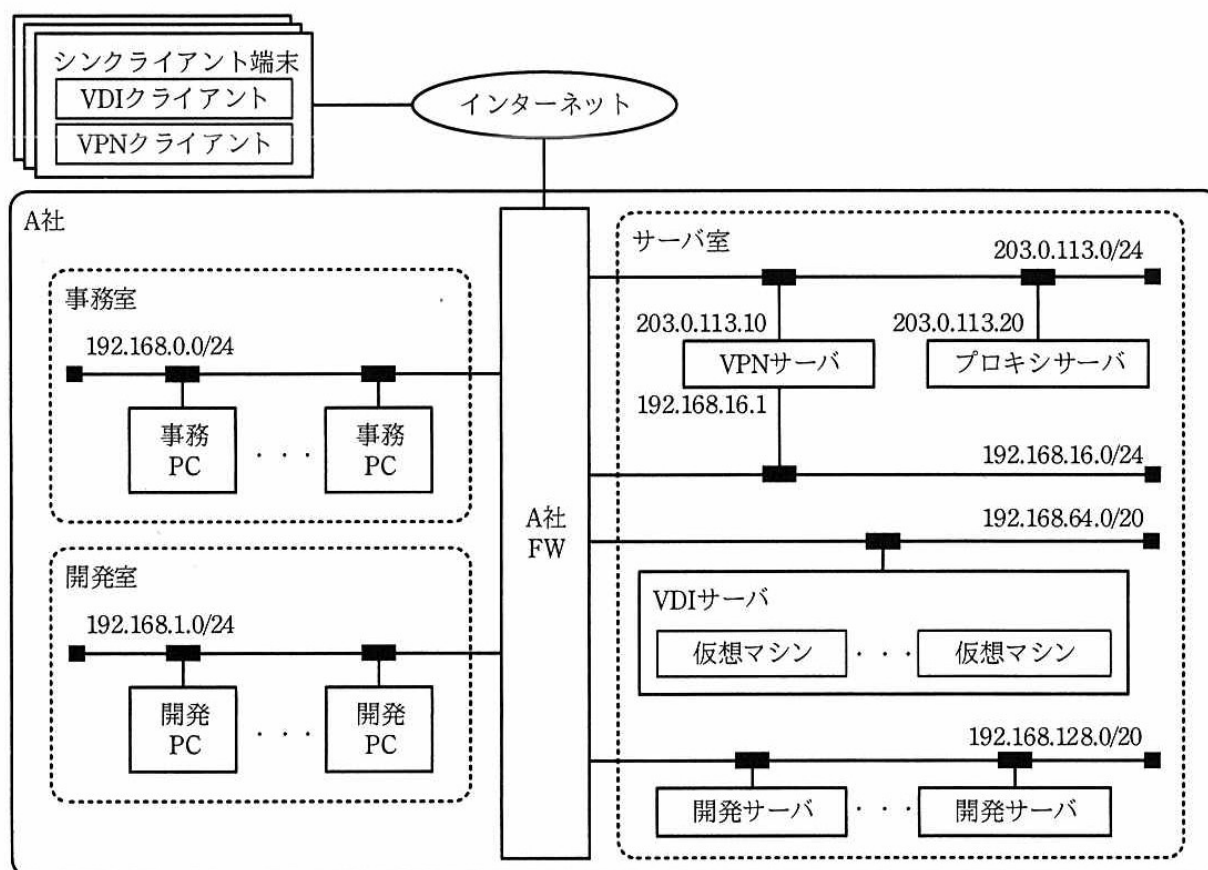 シンクライアント端末
VDIクライアント
VPNクライアント
インターネット
A社
事務室
192.168.0.0/24
事務
PC
・・・
事務
PC
開発室
192.168.1.0/24
開発
PC
・・・
開発
PC
A社
FW
サーバ室
203.0.113.0/24
203.0.113.10
203.0.113.20
VPNサーバ
プロキシサーバ
192.168.16.1
192.168.16.0/24
192.168.64.0/20
VDIサーバ
仮想マシン
・・・
仮想マシン
192.168.128.0/20
開発サーバ
・・・
開発サーバ